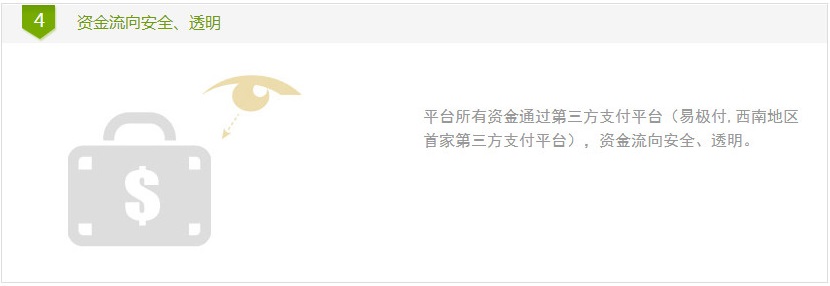 4 资金流向安全、透明
平台所有资金通过第三方支付平台（易极付, 西南地区
首家第三方支付平台），资金流向安全、透明。
$